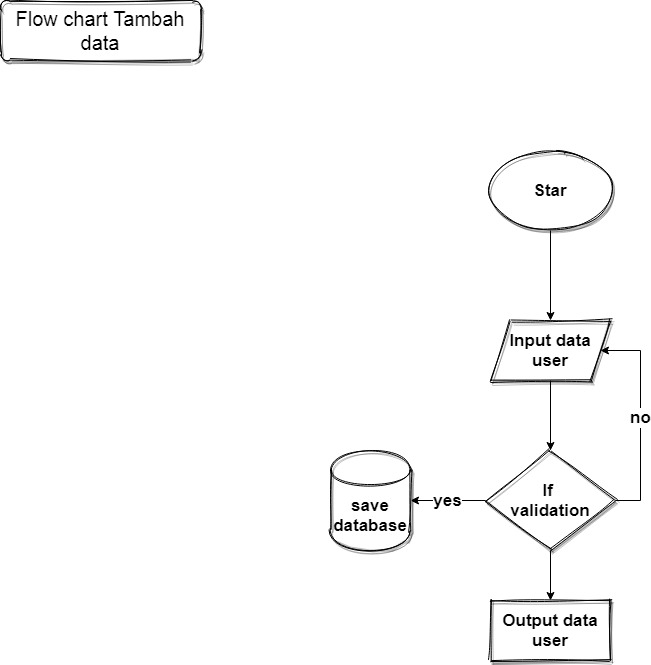 Flow chart Tambah
data
Star
Input data
user
no
If
validation
yes
save
database
Output data
user